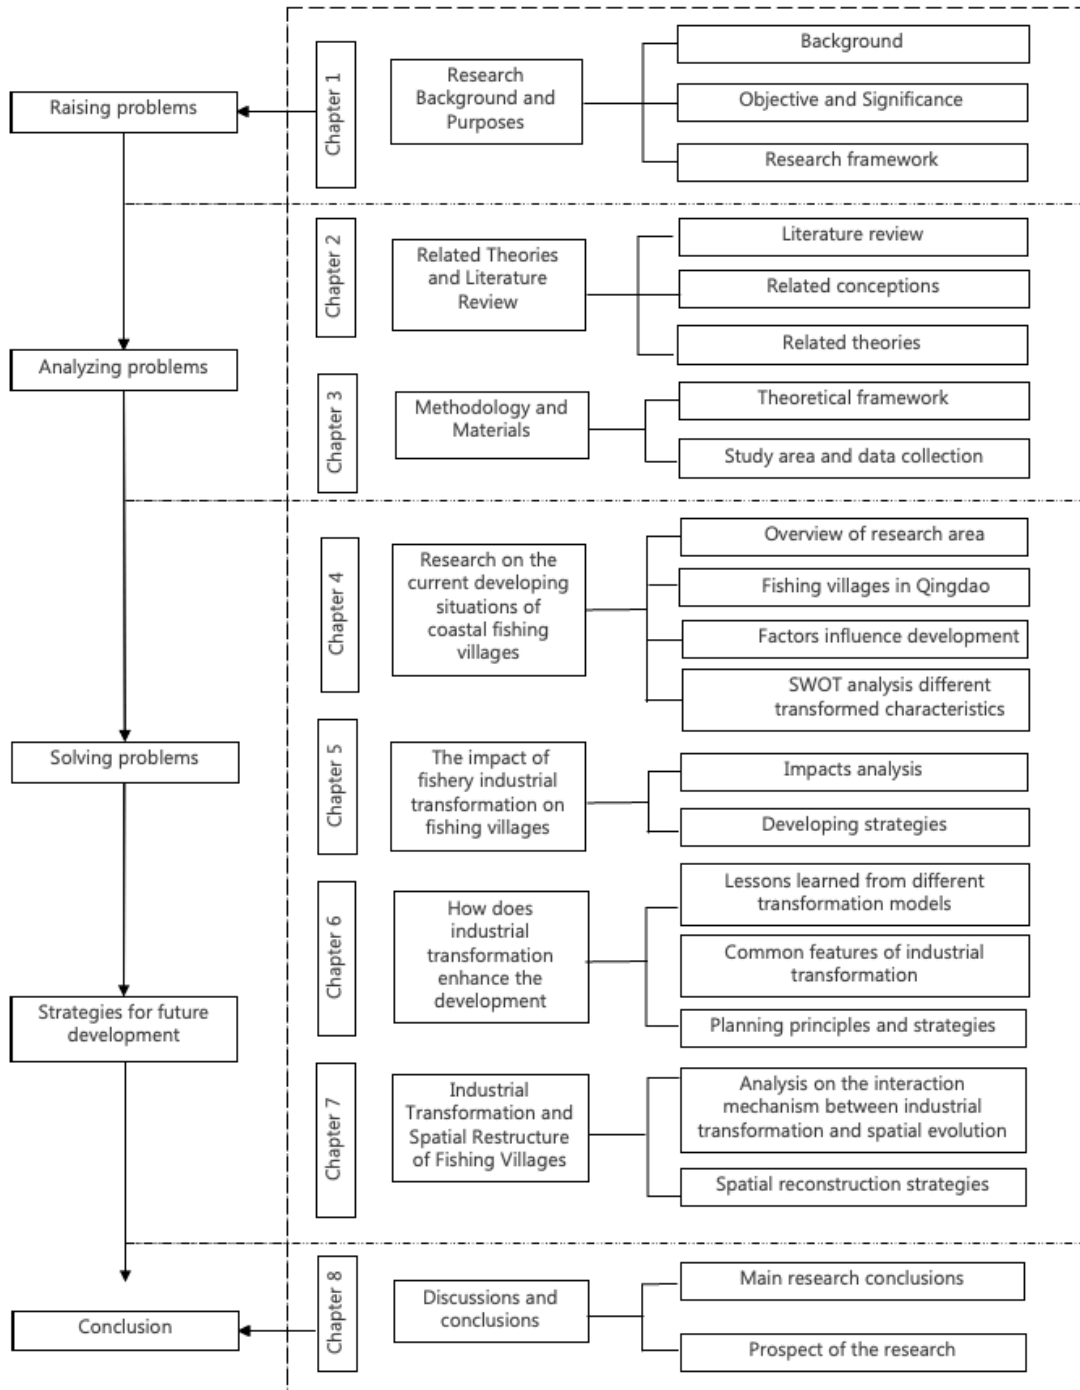 Raising problems
Chapter 1
Research
Background and
Purposes
Background
Objective and Significance
Research framework
Chapter 2
Related Theories
and Literature
Review
Literature review
Related conceptions
Related theories
Analyzing problems
Chapter 3
Methodology and
Materials
Theoretical framework
Study area and data collection
Chapter 4
Research on the
current developing
situations of
coastal fishing
villages
Overview of research area
Fishing villages in Qingdao
Factors influence development
SWOT analysis different
transformed characteristics
Solving problems
Chapter 5
The impact of
fishery industrial
transformation on
fishing villages
Impacts analysis
Developing strategies
Chapter 6
How does
industrial
transformation
enhance the
development
Lessons learned from different
transformation models
Common features of industrial
transformation
Planning principles and strategies
Strategies for future
development
Chapter 7
Industrial
Transformation and
Spatial Restructure
of Fishing Villages
Analysis on the interaction
mechanism between industrial
transformation and spatial evolution
Spatial reconstruction strategies
Conclusion
Chapter 8
Discussions and
conclusions
Main research conclusions
Prospect of the research